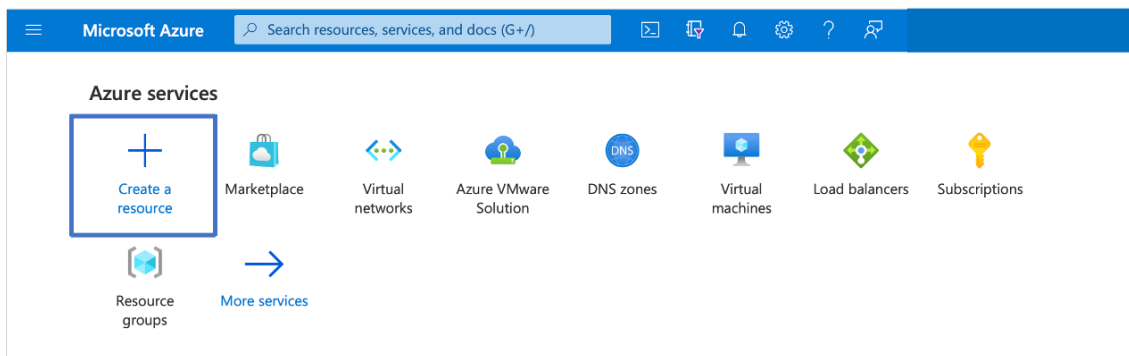 Microsoft Azure
Search resources, services, and docs (G+/)
Azure services
Create a
resource
Marketplace
Virtual
networks
Azure VMware
Solution
DNS
DNS zones
Virtual
machines
Load balancers
Subscriptions
Resource
groups
More services